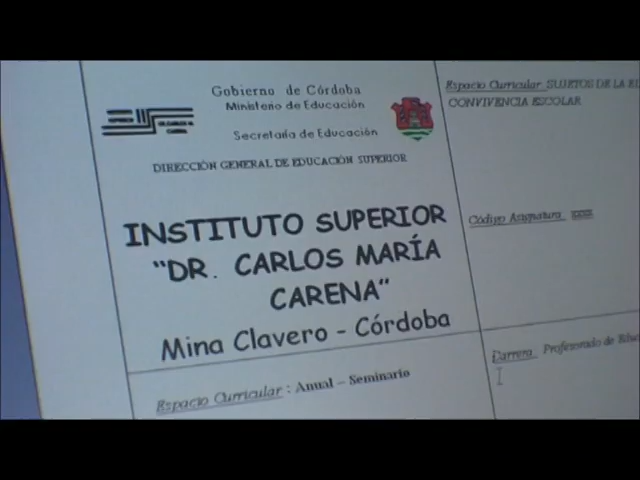 Gobierno de Córdoba
Ministerio de Educación
Secretaría de Educación
DIRECCIÓN GENERAL DE EDUCACIÓN SUPERIOR
INSTITUTO SUPERIOR
"DR. CARLOS MARÍA
CARENA"
Mina Clavero - Córdoba
Espacio Curricular : Anual – Seminario
Espacio Curricular SUJETOS DE LA
CONVIVENCIA ESCOLAR
Código Asignatura xxxx
Carrera Profesorado de